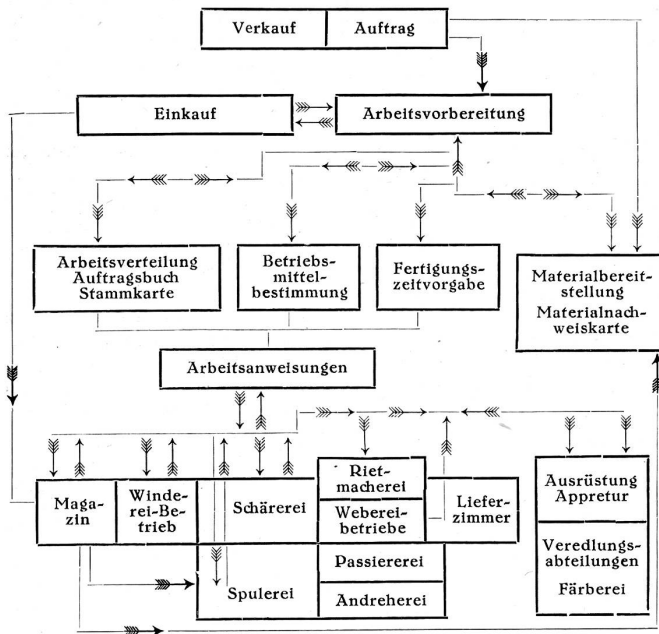 Verkauf
Auftrag
Einkauf
Arbeitsvorbereitung
Arbeitsverteilung
Auftragsbuch
Stammkarte
Betriebs-
mittel-
bestimmung
Fertigungs-
zeitvorgabe
Materialbereit-
stellung
Materialnach-
weiskarte
Arbeitsanweisungen
Maga-
zin
Winde-
rei-Be-
trieb
Schärerei
Riet-
macherei
Weberei-
betriebe
Liefer-
zimmer
Ausrüstung
Appretur
Spulerei
Passiererei
Andreherei
Veredlungs-
abteilungen
Färberei